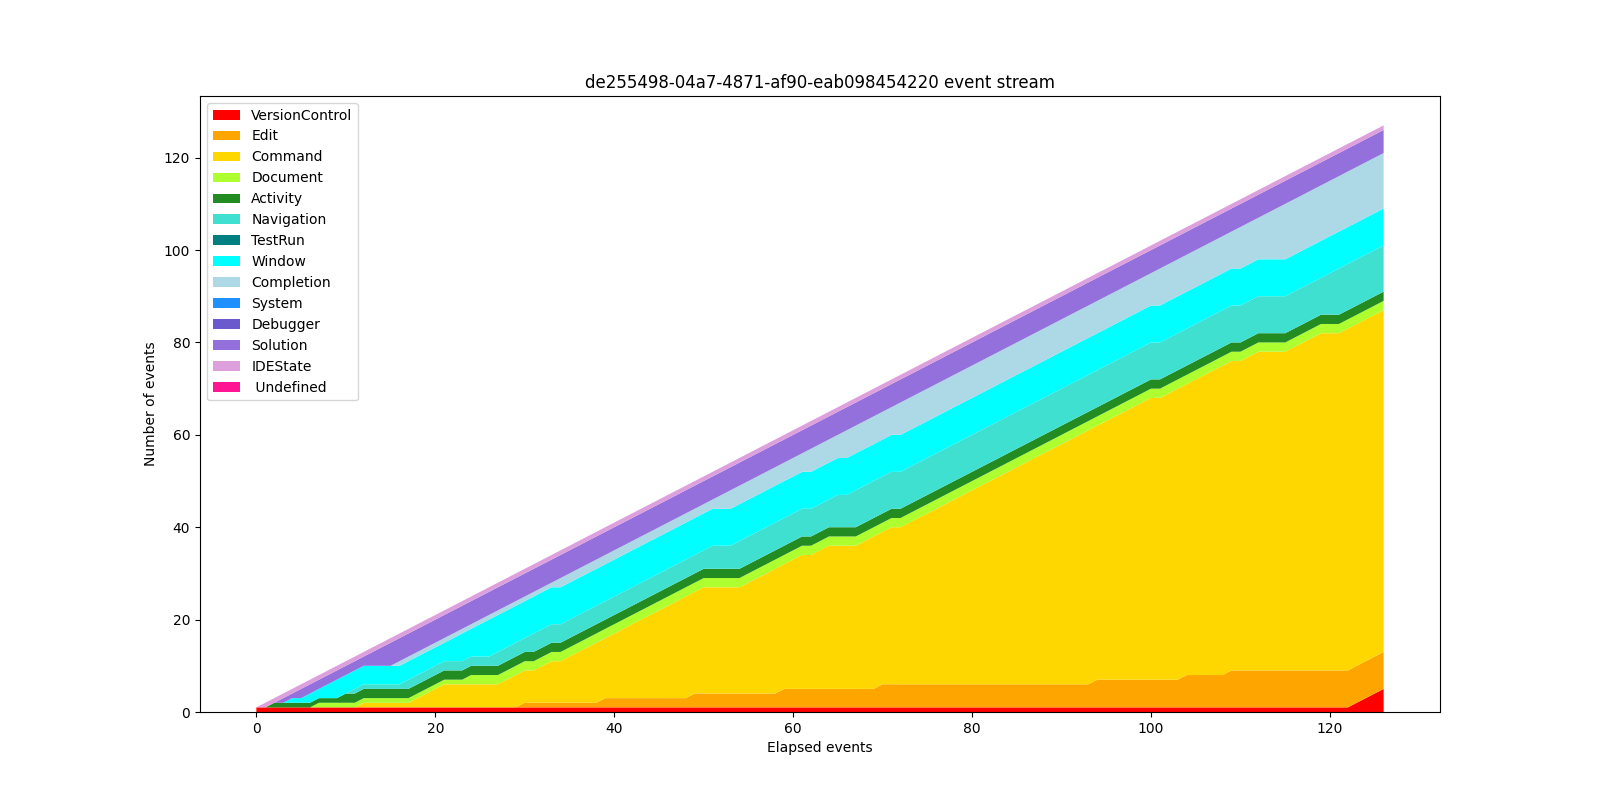 de255498-04a7-4871-af90-eab098454220 event stream
VersionControl
Edit
Command
Document
Activity
Navigation
TestRun
Window
Completion
System
Debugger
Solution
IDEState
Undefined
Number of events
0
20
40
60
80
100
120
0 20 40 60 80 100 120
Elapsed events